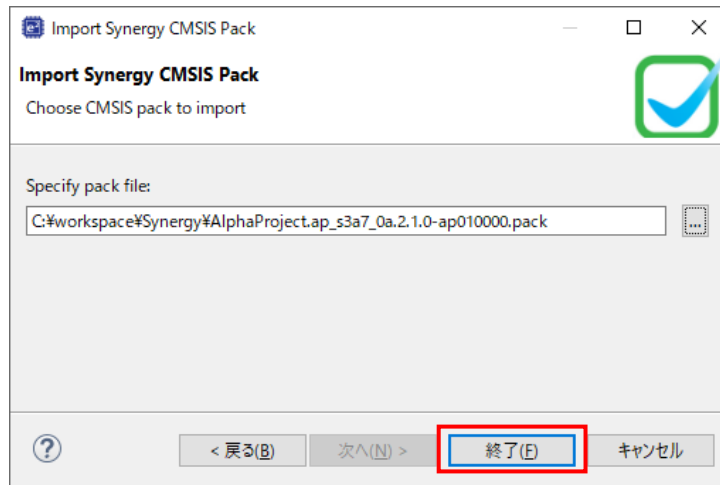 Import Synergy CMSIS Pack
Import Synergy CMSIS Pack
Choose CMSIS pack to import
Specify pack file:
C:¥workspace¥Synergy¥AlphaProject.ap_s3a7_0a.2.1.0-ap010000.pack
...
< 戻る(B) 次へ(N) > 終了(F) キャンセル